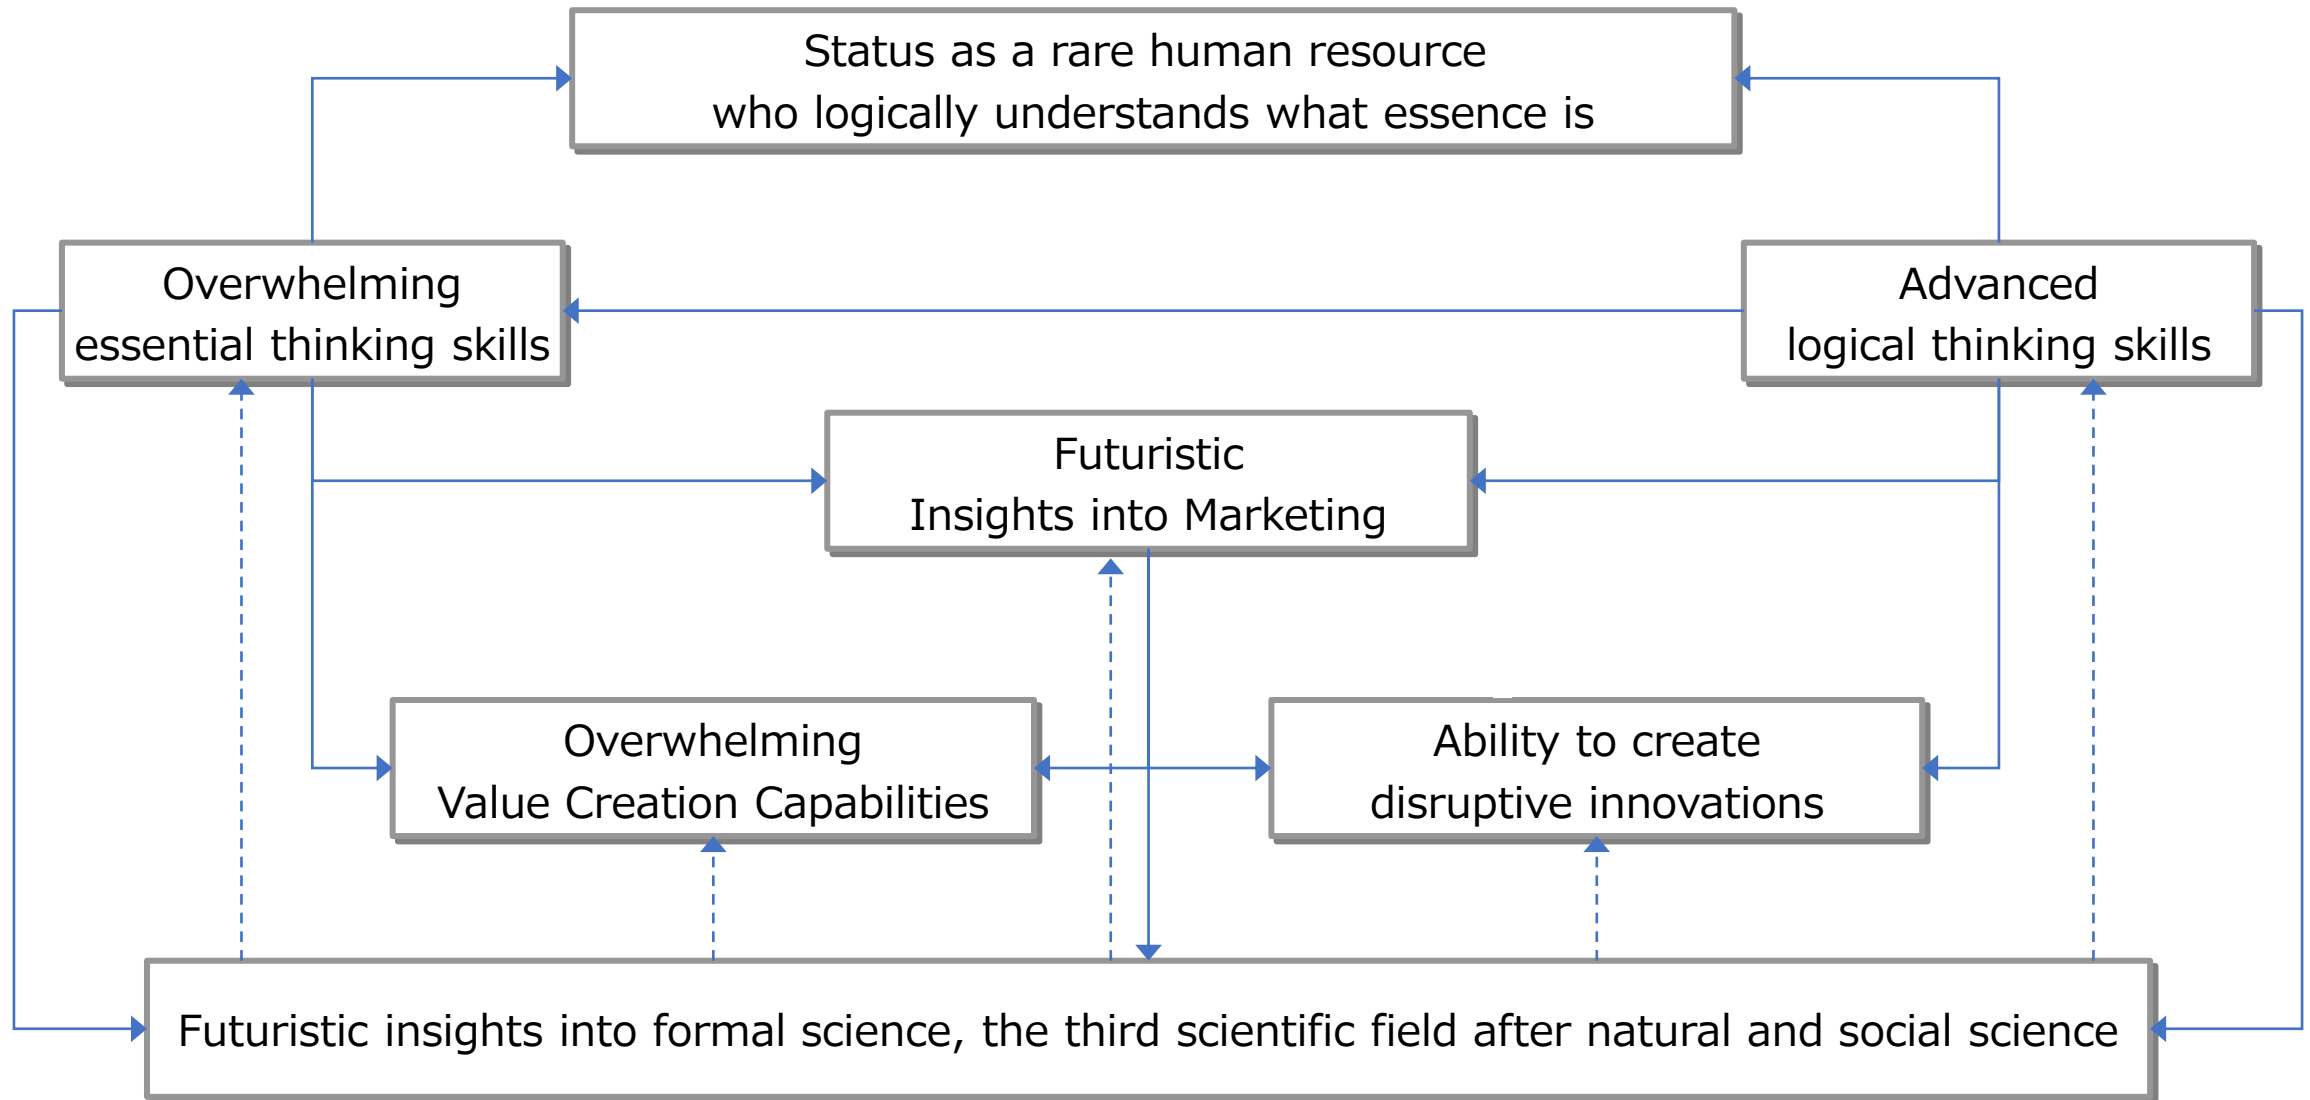 Status as a rare human resource
who logically understands what essence is
Overwhelming
essential thinking skills
Advanced
logical thinking skills
Futuristic
Insights into Marketing
Overwhelming
Value Creation Capabilities
Ability to create
disruptive innovations
Futuristic insights into formal science, the third scientific field after natural and social science